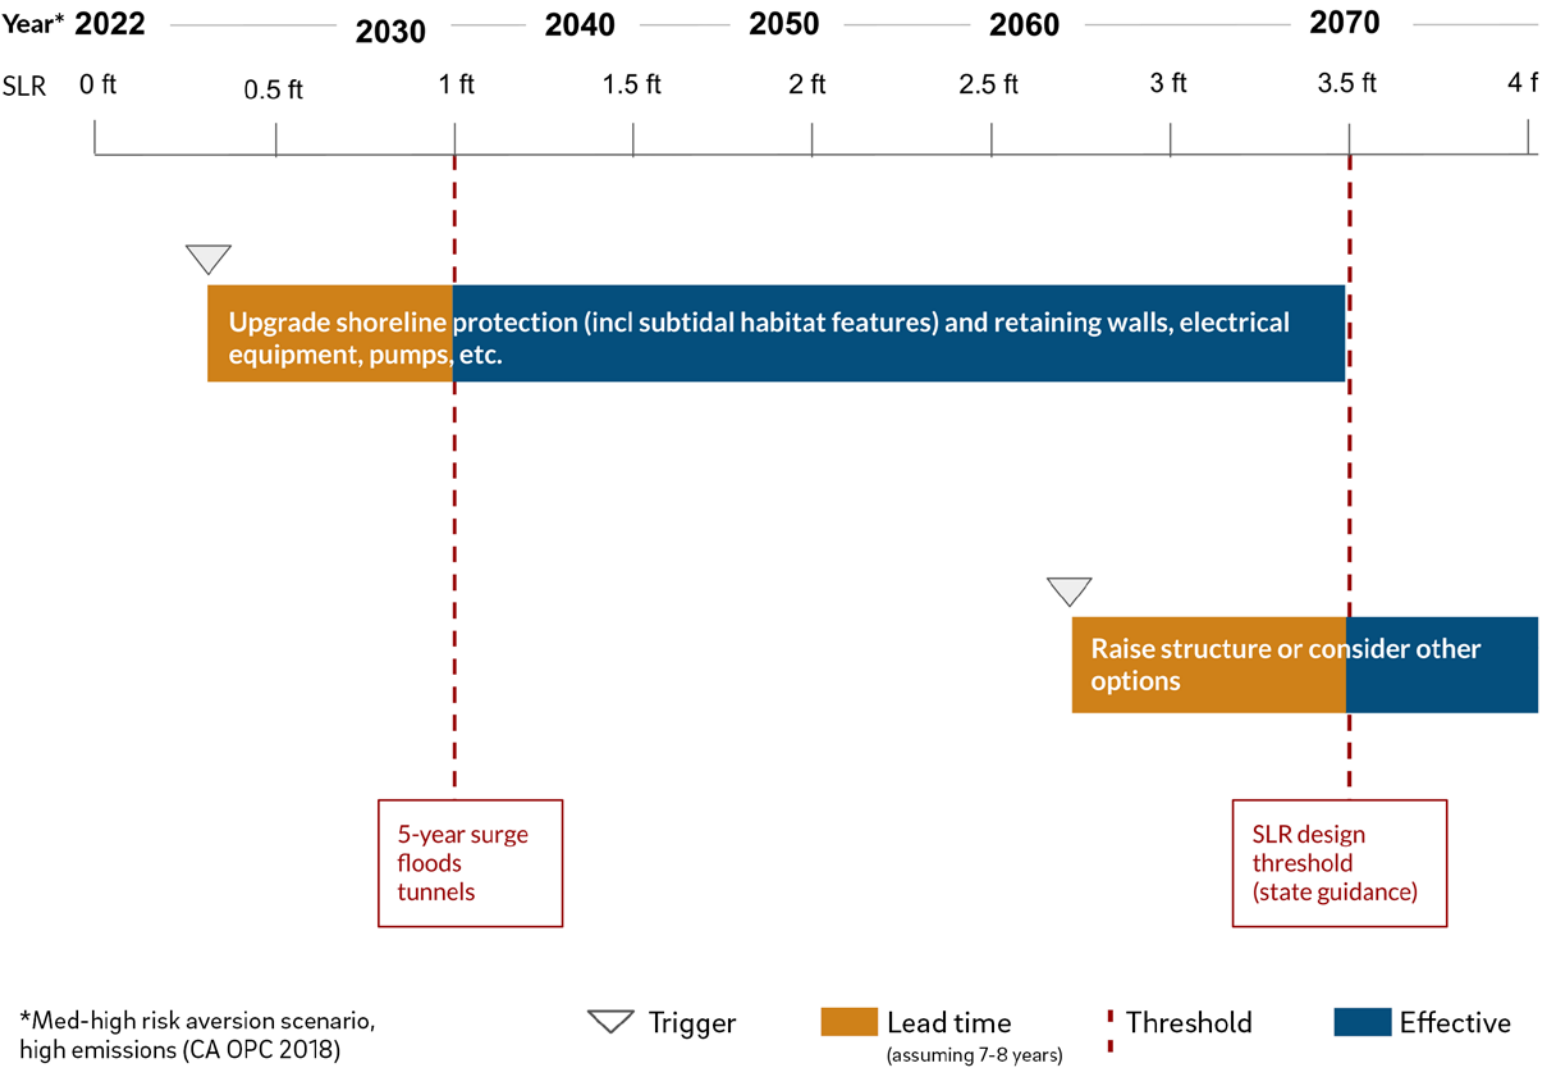 Year* 2022 2030 2040 2050 2060 2070
SLR 0 ft 0.5 ft 1 ft 1.5 ft 2 ft 2.5 ft 3 ft 3.5 ft 4 f
Upgrade shoreline protection (incl subtidal habitat features) and retaining walls, electrical
equipment, pumps, etc.
Raise structure or consider other
options
5-year surge
floods
tunnels
SLR design
threshold
(state guidance)
*Med-high risk aversion scenario,
high emissions (CA OPC 2018)
Trigger
Lead time
(assuming 7-8 years)
Threshold
Effective